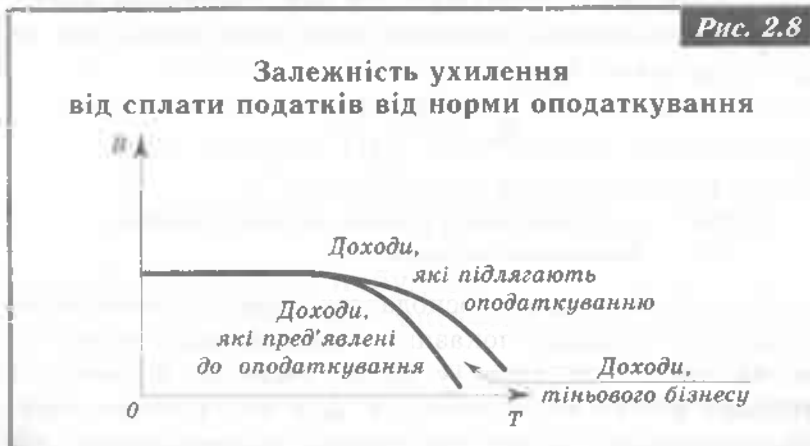 Рис. 2.8
Залежність ухилення
від сплати податків від норми оподаткування
Доходи,
які підлягають
оподаткуванню
Доходи,
які пред'явлені
до оподаткування
Доходи,
тіньового бізнесу
0
T